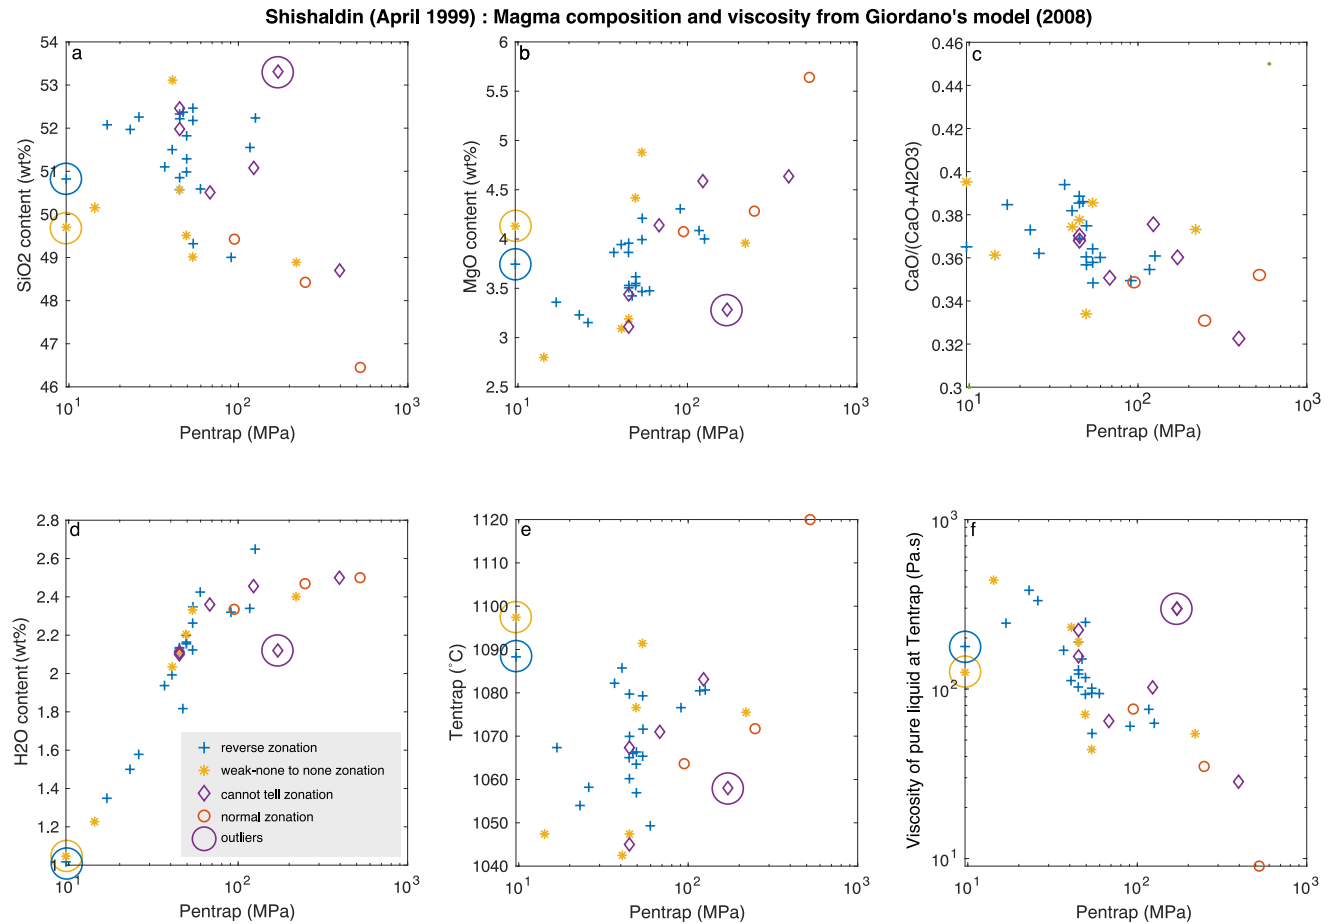 Shishaldin (April 1999) : Magma composition and viscosity from Giordano's model (2008)
a
SiO2 content (wt%)
54
53
52
51
50
49
48
47
46
10^1
10^2
10^3
Pentrap (MPa)
b
MgO content (wt%)
6
5.5
5
4.5
4
3.5
3
2.5
10^1
10^2
10^3
Pentrap (MPa)
c
CaO/(CaO+Al2O3)
0.46
0.44
0.42
0.4
0.38
0.36
0.34
0.32
0.3
10^1
10^2
10^3
Pentrap (MPa)
d
H2O content (wt%)
2.8
2.6
2.4
2.2
2
1.8
1.6
1.4
1.2
1
10^1
10^2
10^3
Pentrap (MPa)
reverse zonation
weak-none to none zonation
cannot tell zonation
normal zonation
outliers
e
Tentrap (°C)
1120
1110
1100
1090
1080
1070
1060
1050
1040
10^1
10^2
10^3
Pentrap (MPa)
f
Viscosity of pure liquid at Tentrap (Pa.s)
10^3
10^2
10^1
10^1
10^2
10^3
Pentrap (MPa)